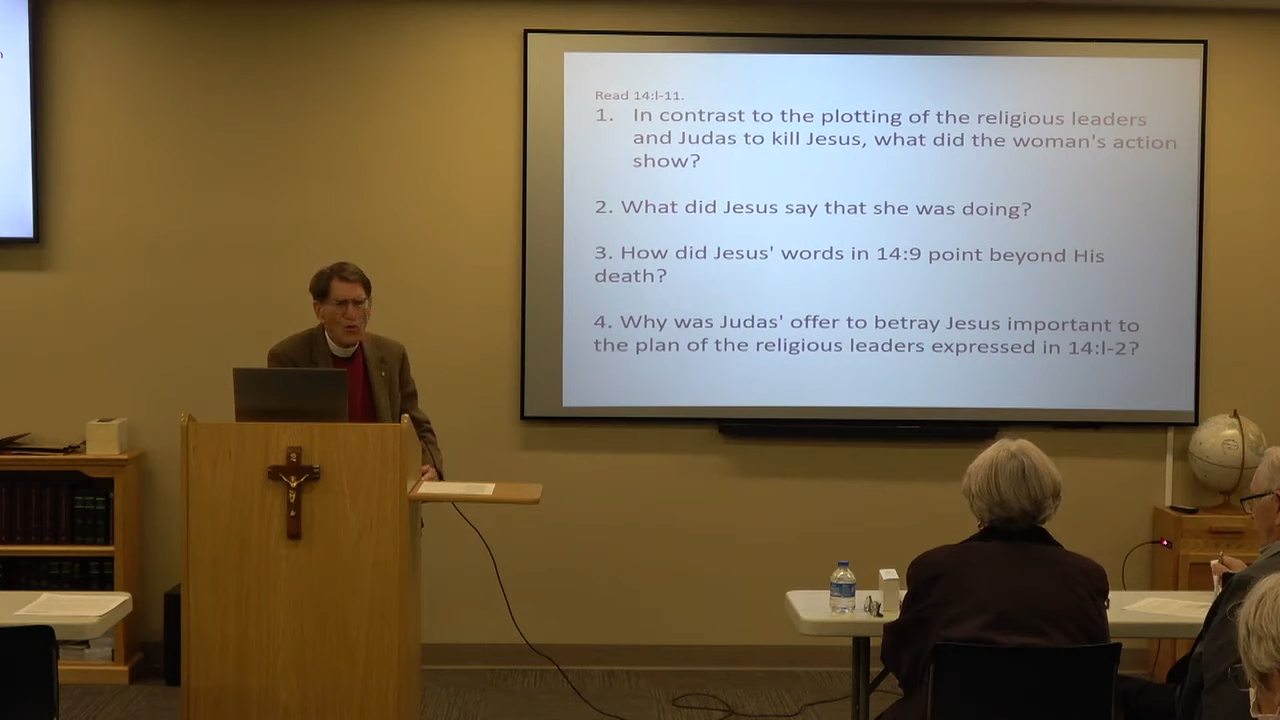 Read 14:l-11.
1. In contrast to the plotting of the religious leaders
and Judas to kill Jesus, what did the woman's action
show?
2. What did Jesus say that she was doing?
3. How did Jesus' words in 14:9 point beyond His
death?
4. Why was Judas' offer to betray Jesus important to
the plan of the religious leaders expressed in 14:l-2?